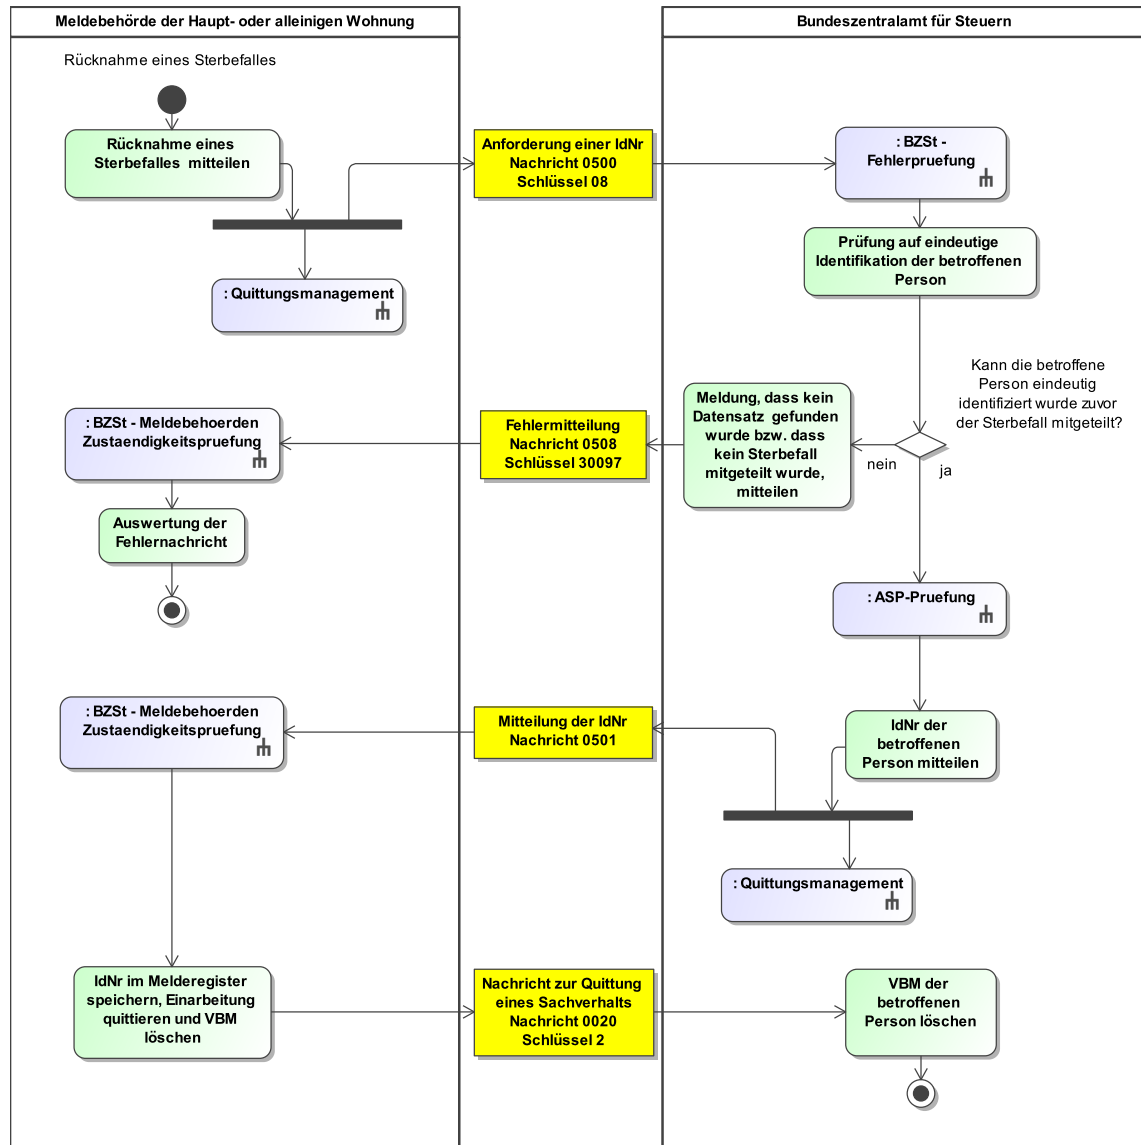 Meldebehörde der Haupt- oder alleinigen Wohnung
Bundeszentralamt für Steuern
Rücknahme eines Sterbefalles
Rücknahme eines
Sterbefalles mitteilen
Anforderung einer IdNr
Nachricht 0500
Schlüssel 08
: BZSt -
Fehlerpruefung
Prüfung auf eindeutige
Identifikation der betroffenen
Person
: Quittungsmanagement
Kann die betroffene
Person eindeutig
identifiziert wurde zuvor
der Sterbefall mitgeteilt?
nein
ja
Meldung, dass kein
Datensatz gefunden
wurde bzw. dass
kein Sterbefall
mitgeteilt wurde,
mitteilen
Fehlermitteilung
Nachricht 0508
Schlüssel 30097
: BZSt - Meldebehoerden
Zustaendigkeitspruefung
Auswertung der
Fehlernachricht
: ASP-Pruefung
IdNr der
betroffenen
Person mitteilen
Mitteilung der IdNr
Nachricht 0501
: BZSt - Meldebehoerden
Zustaendigkeitspruefung
: Quittungsmanagement
IdNr im Melderegister
speichern, Einarbeitung
quittieren und VBM
löschen
Nachricht zur Quittung
eines Sachverhalts
Nachricht 0020
Schlüssel 2
VBM der
betroffenen
Person löschen